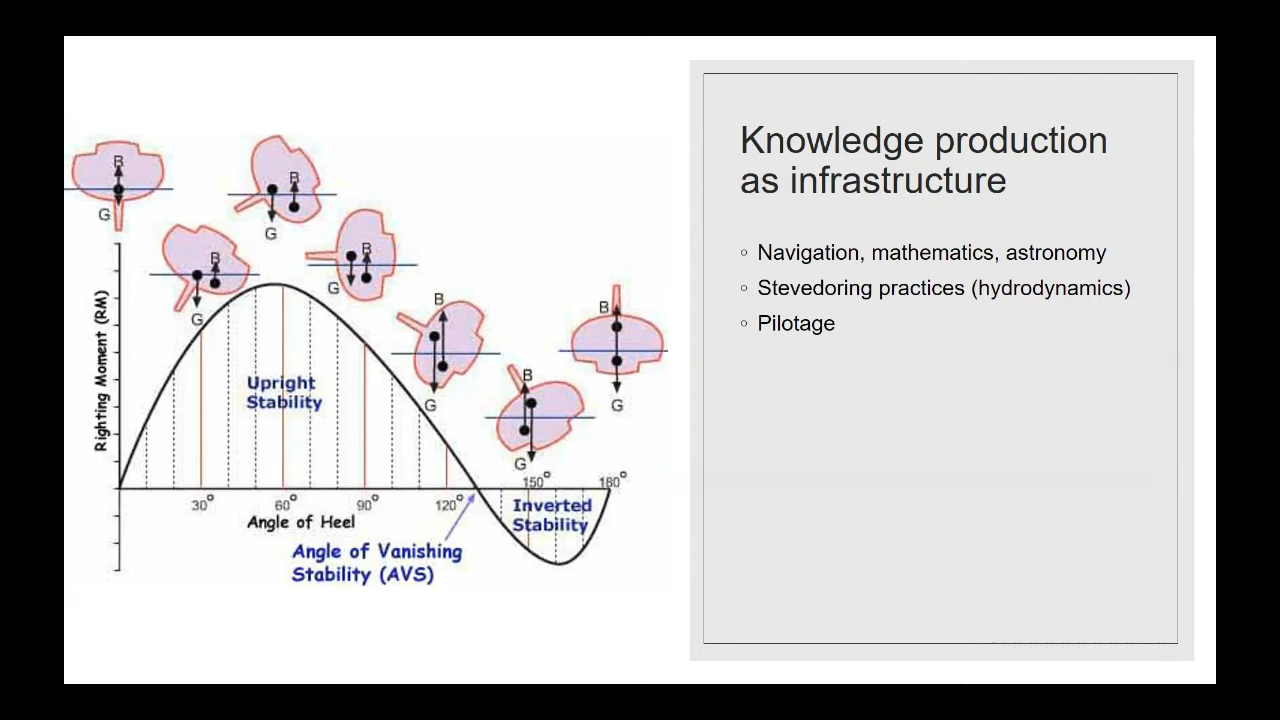 B
G
B
G
B
G
B
G
B
G
B
G
B
G
Righting Moment (RM)
Upright
Stability
30° 60° 90° 120° 150° 180°
Angle of Heel
Inverted
Stability
Angle of Vanishing
Stability (AVS)
Knowledge production
as infrastructure
◦ Navigation, mathematics, astronomy
◦ Stevedoring practices (hydrodynamics)
◦ Pilotage